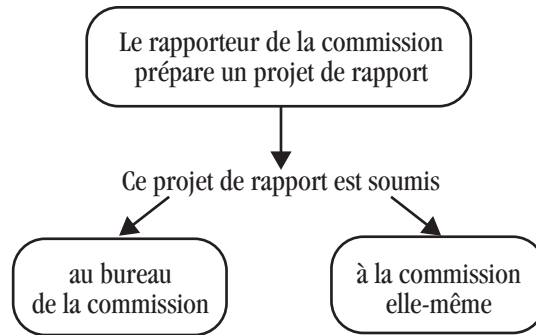 Le rapporteur de la commission
prépare un projet de rapport
Ce projet de rapport est soumis
au bureau
de la commission
à la commission
elle-même